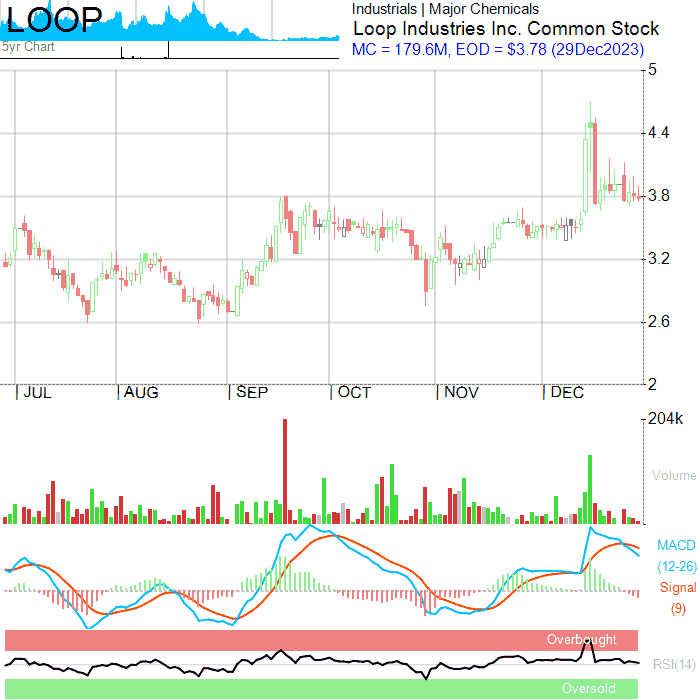 LOOP
5yr Chart
Industrials | Major Chemicals
Loop Industries Inc. Common Stock
MC = 179.6M, EOD = $3.78 (29Dec2023)
5
4.4
3.8
3.2
2.6
2
JUL AUG SEP OCT NOV DEC
204k
Volume
MACD
(12-26)
Signal
(9)
Overbought
RSI(14)
Oversold